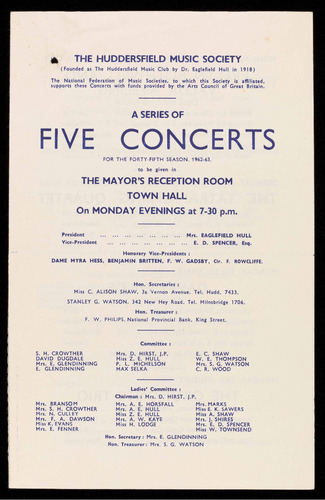 THE HUDDERSFIELD MUSIC SOCIETY
(Founded as The Huddersfield Music Club by Dr. Eaglefield Hull in 1918)
The National Federation of Music Societies, to which this Society is affiliated,
supports these Concerts with funds provided by the Arts Council of Great Britain.
A SERIES OF
FIVE CONCERTS
FOR THE FORTY-FIFTH SEASON, 1962-63,
to be given in
THE MAYOR'S RECEPTION ROOM
TOWN HALL
On MONDAY EVENINGS at 7-30 p.m.
President ... ... ... ... ... ... ... Mrs. EAGLEFIELD HULL
Vice-President ... ... ... ... ... ... E. D. SPENCER, Esq.
Honorary Vice-Presidents :
DAME MYRA HESS, BENJAMIN BRITTEN, F. W. GADSBY, Clr. F. ROWCLIFFE.
Hon. Secretaries :
Miss C. ALISON SHAW, 3a Vernon Avenue. Tel. Hudd. 7433.
STANLEY G. WATSON, 342 New Hey Road. Tel. Milnsbridge 1706.
Hon. Treasurer :
F. W. PHILIPS, National Provincial Bank, King Street.
Committee :
S. H. CROWTHER Mrs. D. HIRST, J.P. E. C. SHAW
DAVID DUGDALE Miss Z. E. HULL W. E. THOMPSON
Mrs. E. GLENDINNING P. L. MICHELSON Mrs. S. G. WATSON
E. GLENDINNING MAX SELKA C. R. WOOD
Ladies' Committee :
Chairman : Mrs. D. HIRST, J.P.
Mrs. BRANSOM Mrs. A. E. HORSFALL Mrs. MARKS
Mrs. S. H. CROWTHER Mrs. A. E. HULL Miss E. K. SAWERS
Mrs. N. CULLEY Miss Z. E. HULL Miss A. SHAW
Mrs. F. A. DAWSON Mrs. A. W. KAYE Mrs. J. SHIRES
Miss K. EVANS Miss H. LODGE Mrs. E. D. SPENCER
Mrs. E. FENNER Miss W. TOWNSEND
Hon. Secretary : Mrs. E. GLENDINNING
Hon. Treasurer : Mrs. S. G. WATSON